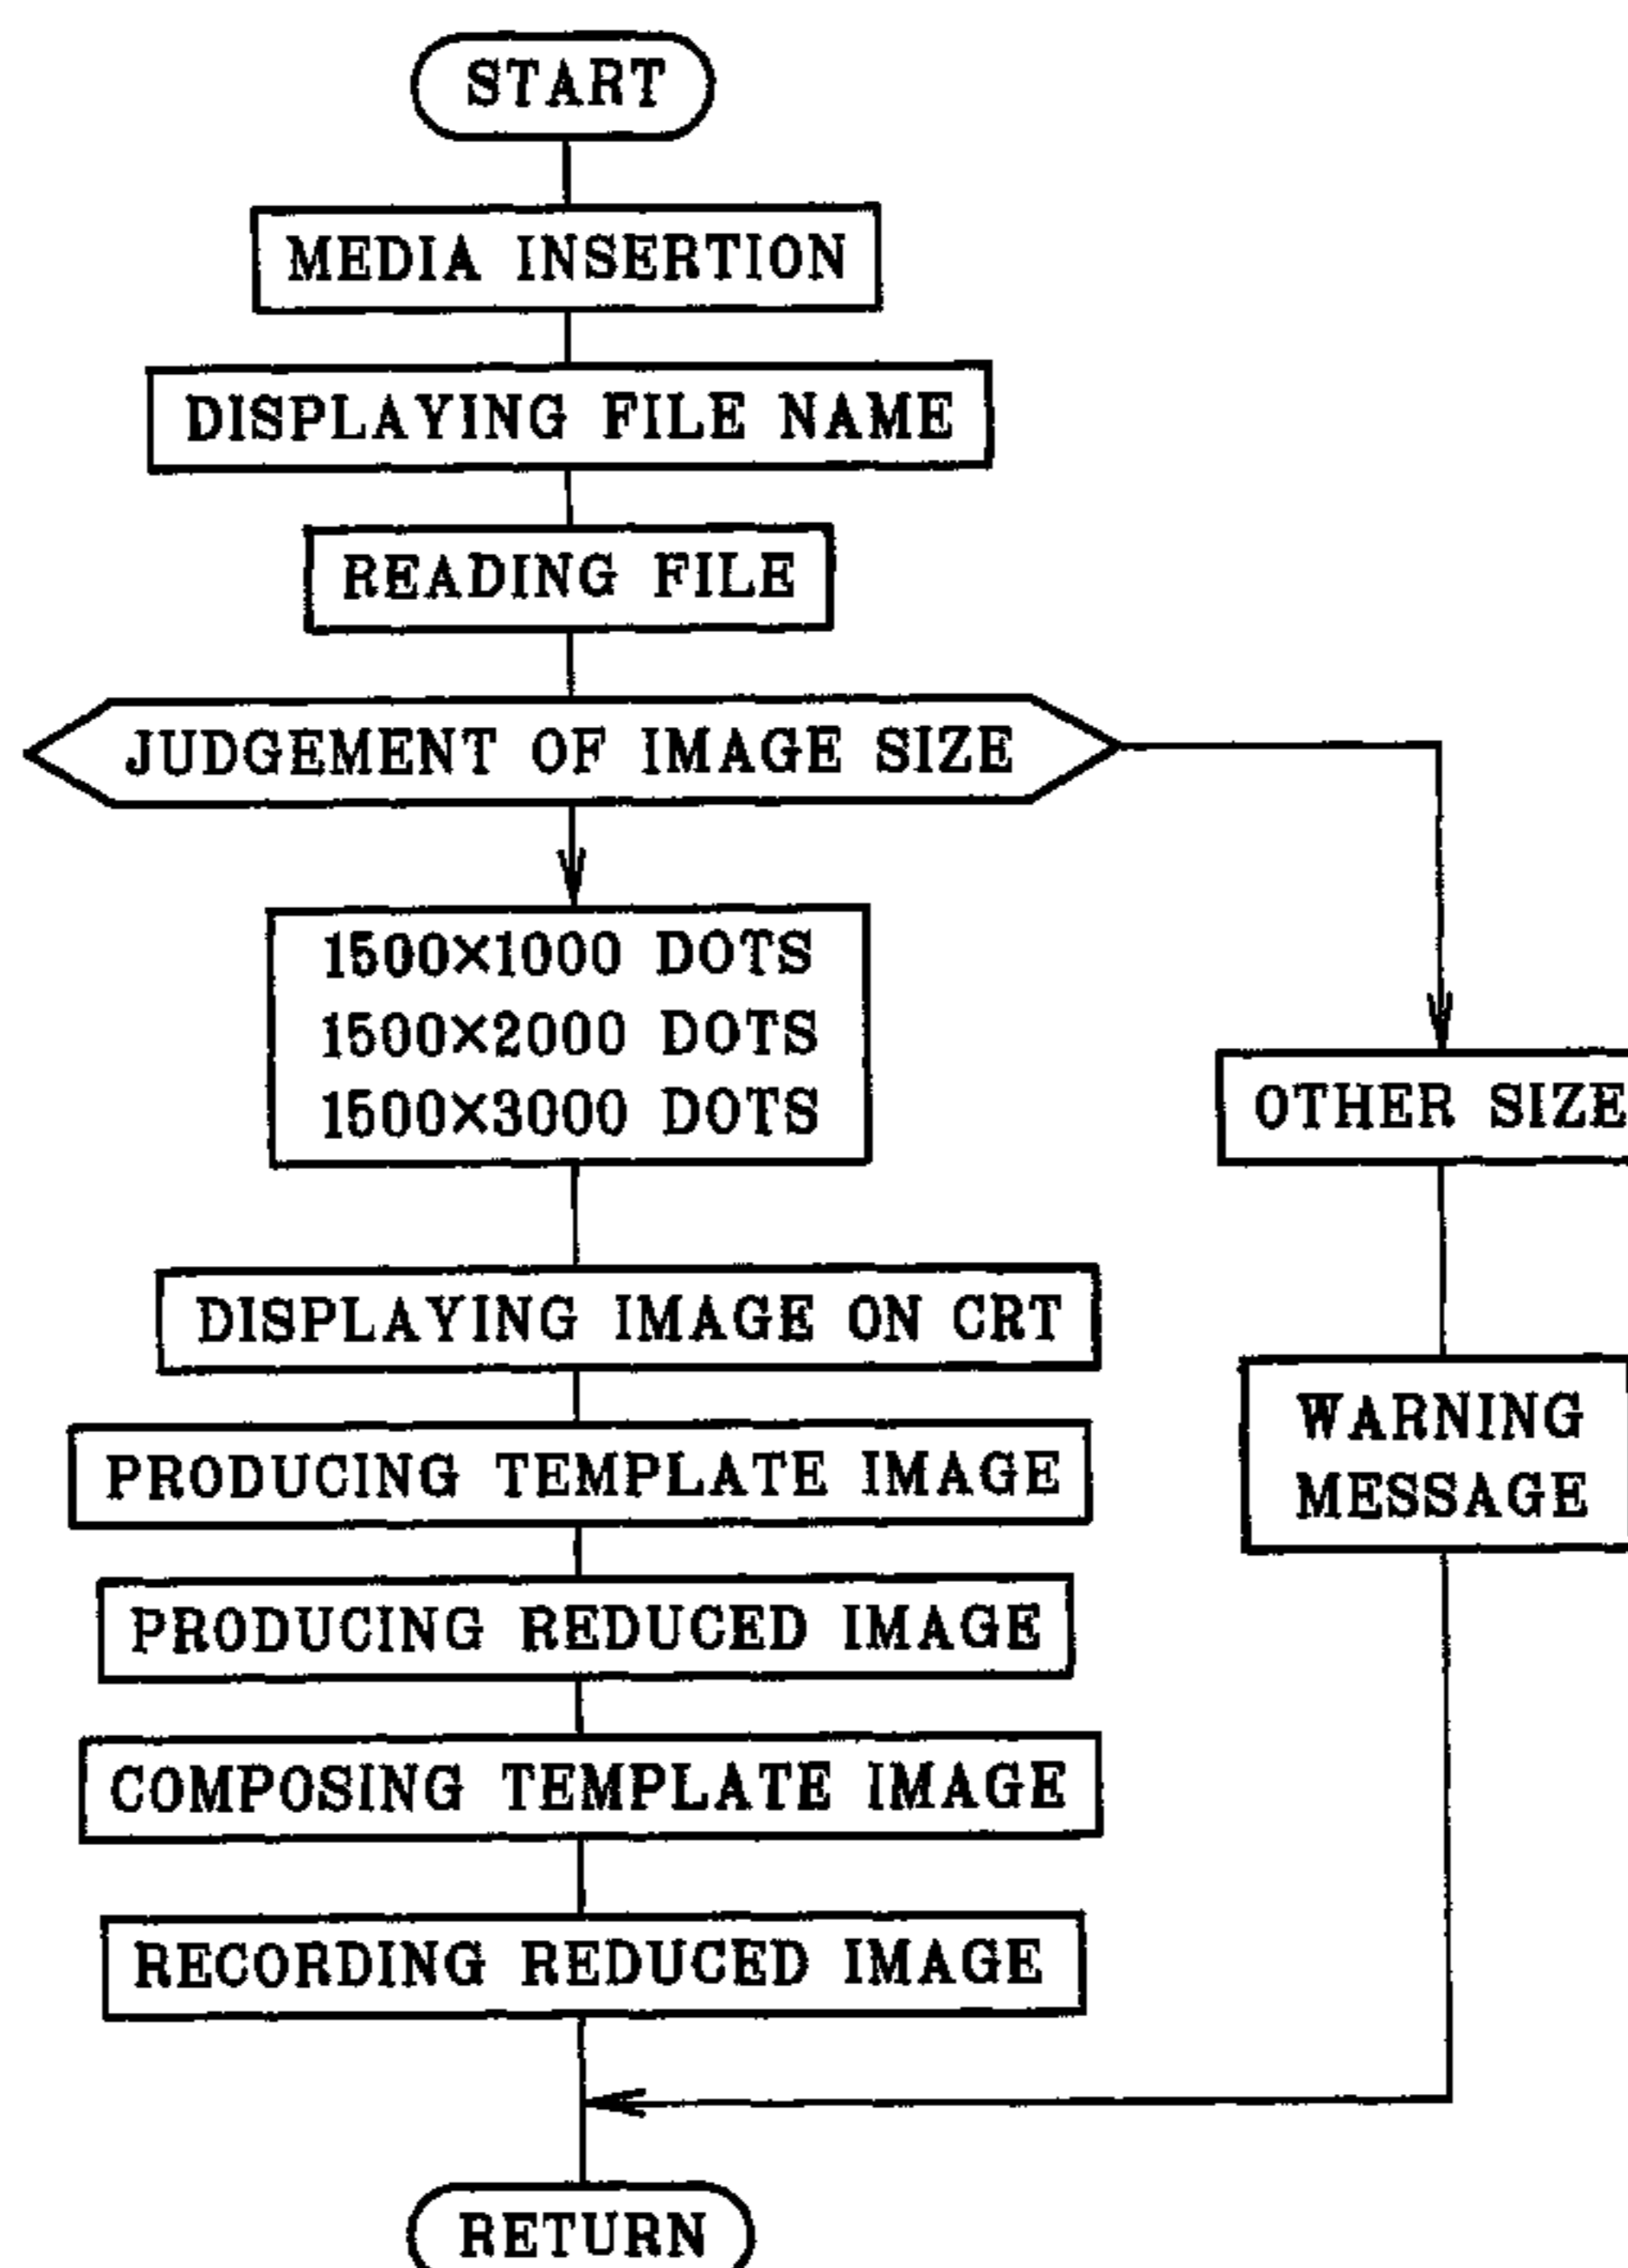 START
MEDIA INSERTION
DISPLAYING FILE NAME
READING FILE
JUDGEMENT OF IMAGE SIZE
1500×1000 DOTS
1500×2000 DOTS
1500×3000 DOTS
OTHER SIZE
DISPLAYING IMAGE ON CRT
WARNING
MESSAGE
PRODUCING TEMPLATE IMAGE
PRODUCING REDUCED IMAGE
COMPOSING TEMPLATE IMAGE
RECORDING REDUCED IMAGE
RETURN